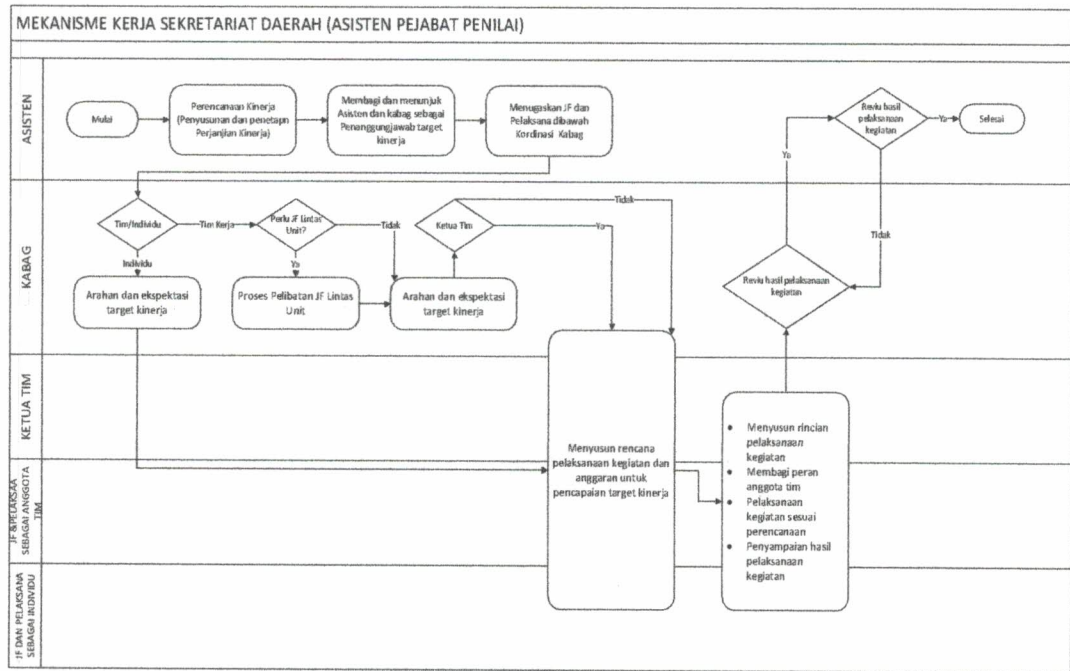 MEKANISME KERJA SEKRETARIAT DAERAH (ASISTEN PEJABAT PENILAI)
ASISTEN
Mulai
Perencanaan Kinerja
(Penyusunan dan penetapn
Perjanjian Kinerja)
Membagi dan menunjuk
Asisten dan kabag sebagai
Penanggungjawab target
kinerja
Menugaskan JF dan
Pelaksana dibawah
Kordinasi Kabag
Reviu hasil
pelaksanaan
kegiatan
Ya
Selesai
Ya
Tidak
KABAG
Tim/Individu
Tim Kerja
Perlu JF Lintas
Unit?
Tidak
Ketua Tim
Tidak
Ya
Individu
Ya
Arahan dan ekspektasi
target kinerja
Proses Pelibatan JF Lintas
Unit
Arahan dan ekspektasi
target kinerja
Reviu hasil pelaksanaan
kegiatan
KETUA TIM
Menyusun rencana
pelaksanaan kegiatan dan
anggaran untuk
pencapaian target kinerja
• Menyusun rincian
pelaksanaan
kegiatan
• Membagi peran
anggota tim
• Pelaksanaan
kegiatan sesuai
perencanaan
• Penyampaian hasil
pelaksanaan
kegiatan
JF &PELAKSAA
SEBAGAI ANGGOTA
TIM
JF DAN PELAKSANA
SEBAGAI INDIVIDU